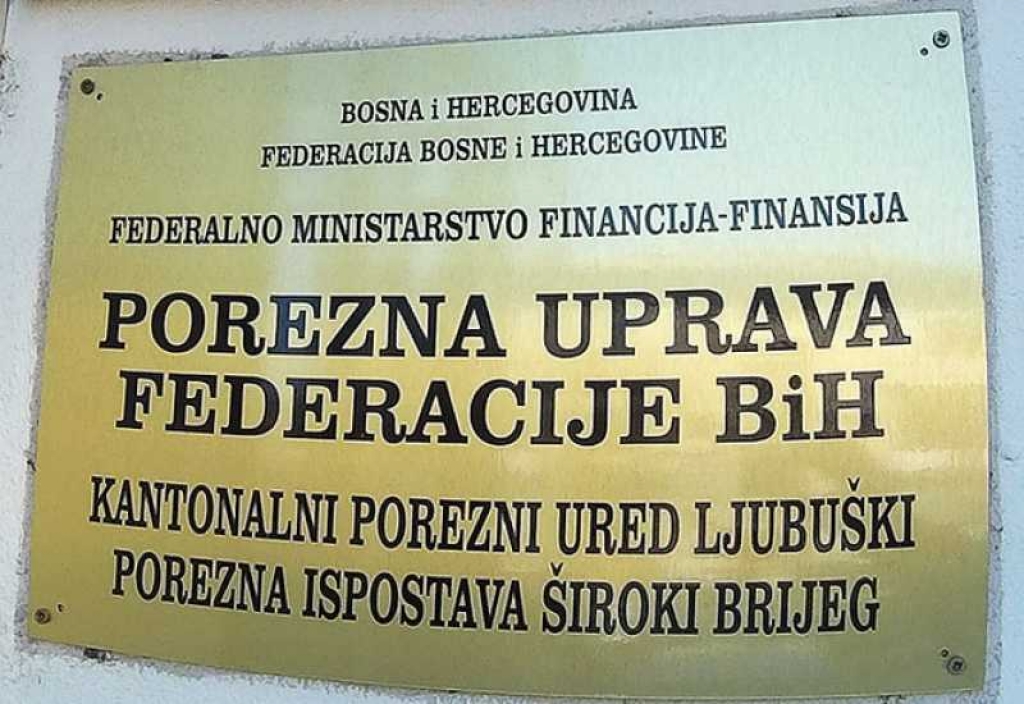 BOSNA i HERCEGOVINA
FEDERACIJA BOSNE i HERCEGOVINE
FEDERALNO MINISTARSTVO FINANCIJA-FINANSIJA
POREZNA UPRAVA
FEDERACIJE BiH
KANTONALNI POREZNI URED LJUBUŠKI
POREZNA ISPOSTAVA ŠIROKI BRIJEG